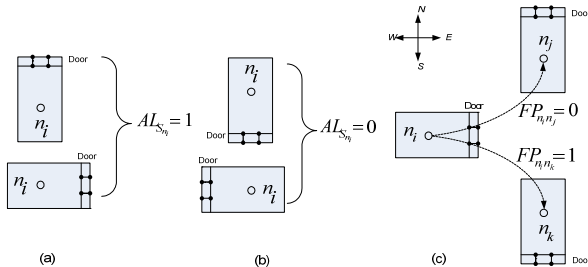 Door
n_i
Door
n_i
AL_{S_{n_i}} = 1
(a)
n_i
Door
Door
n_i
AL_{S_{n_i}} = 0
(b)
N
W E
S
(c)
Door
n_i
Doo
n_j
FP_{n_i n_j} = 0
FP_{n_i n_k} = 1
n_k
Doo